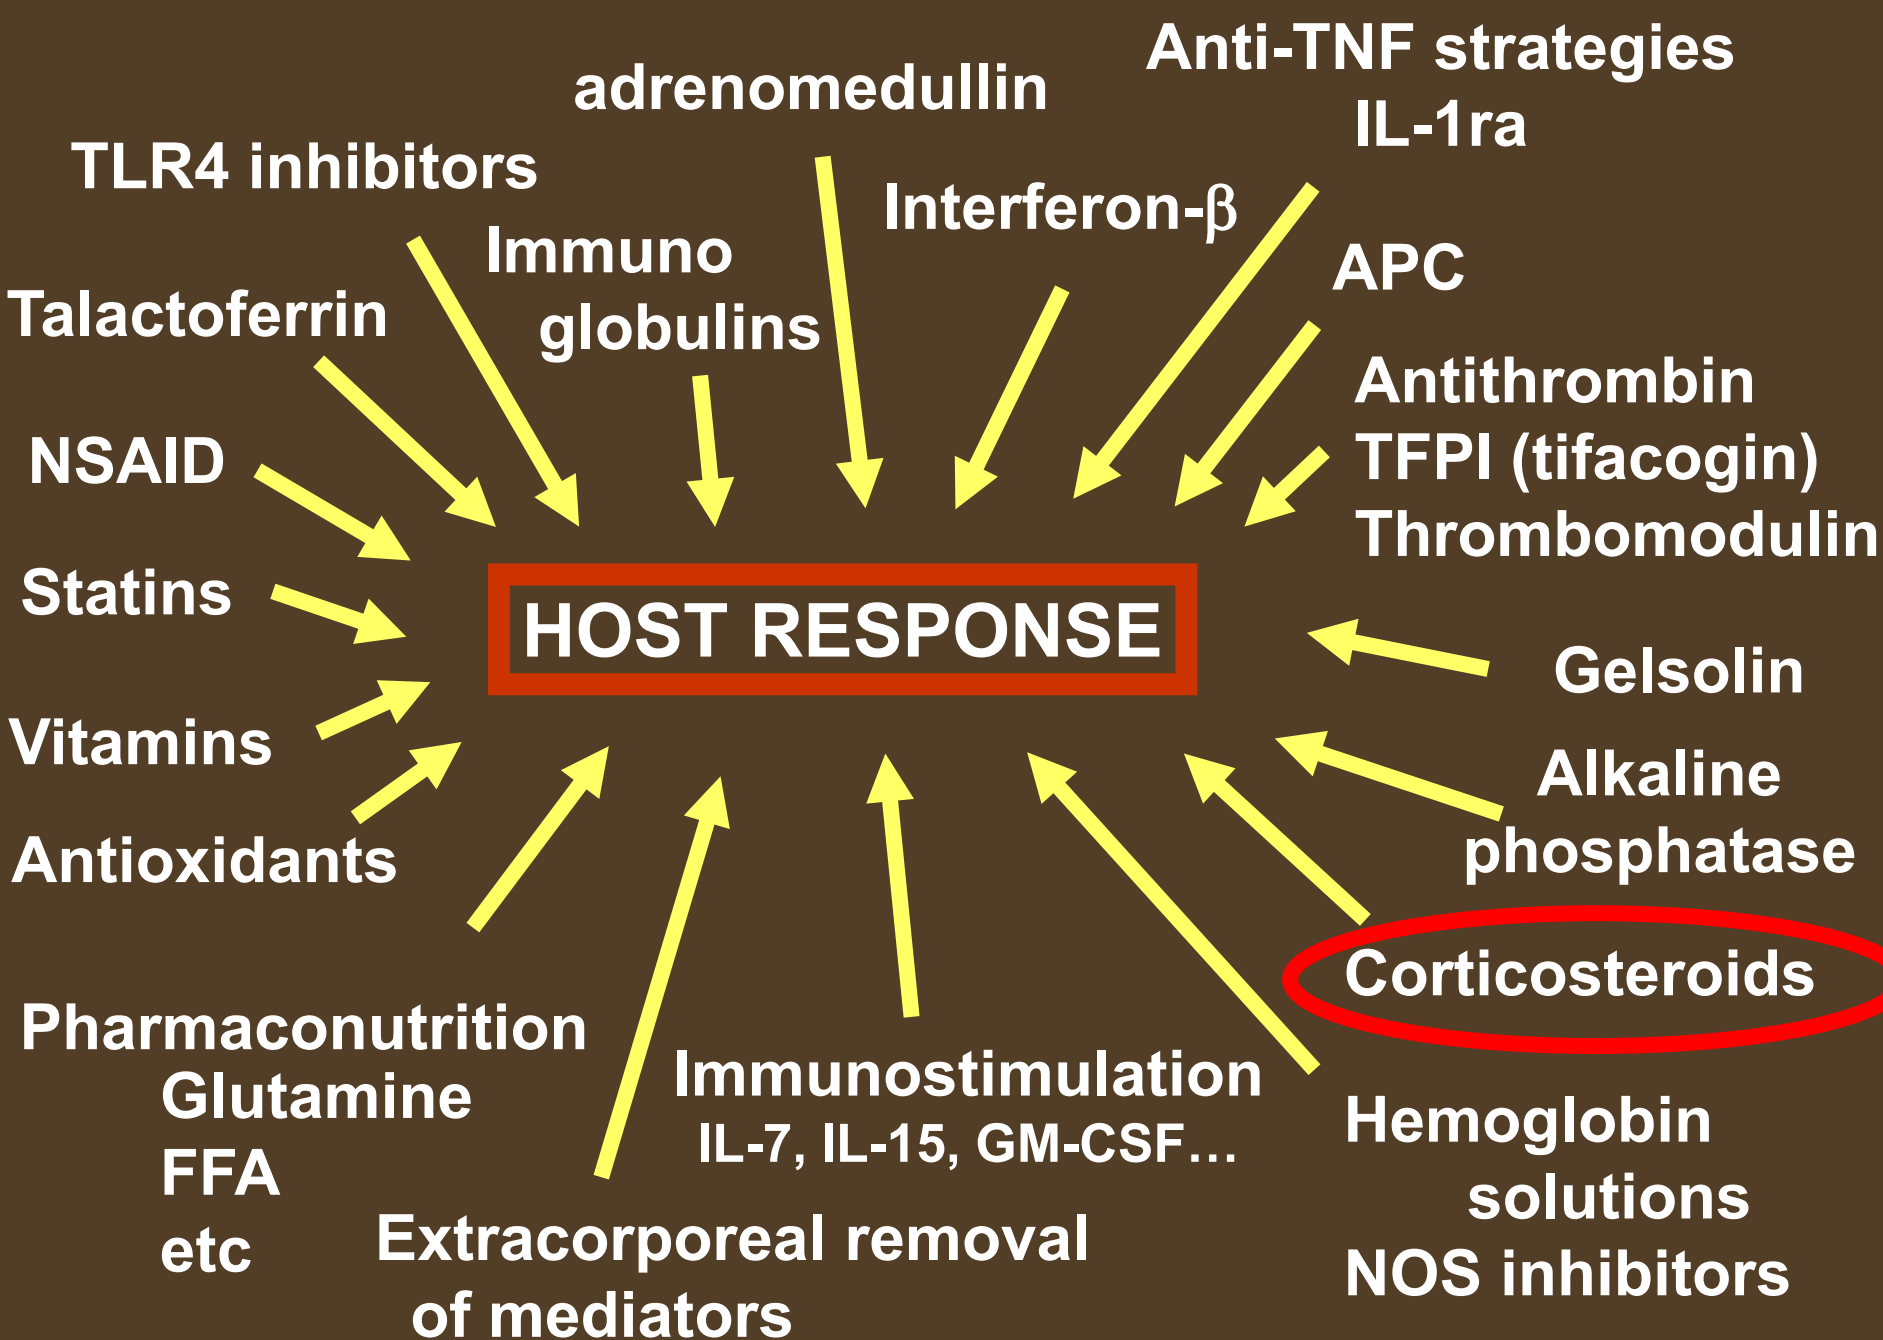 Anti-TNF strategies
IL-1ra
adrenomedullin
TLR4 inhibitors
Interferon-β
Immuno
globulins
APC
Talactoferrin
Antithrombin
TFPI (tifacogin)
Thrombomodulin
NSAID
Statins
HOST RESPONSE
Gelsolin
Vitamins
Alkaline
phosphatase
Antioxidants
Corticosteroids
Pharmaconutrition
Glutamine
FFA
etc
Immunostimulation
IL-7, IL-15, GM-CSF…
Hemoglobin
solutions
NOS inhibitors
Extracorporeal removal
of mediators